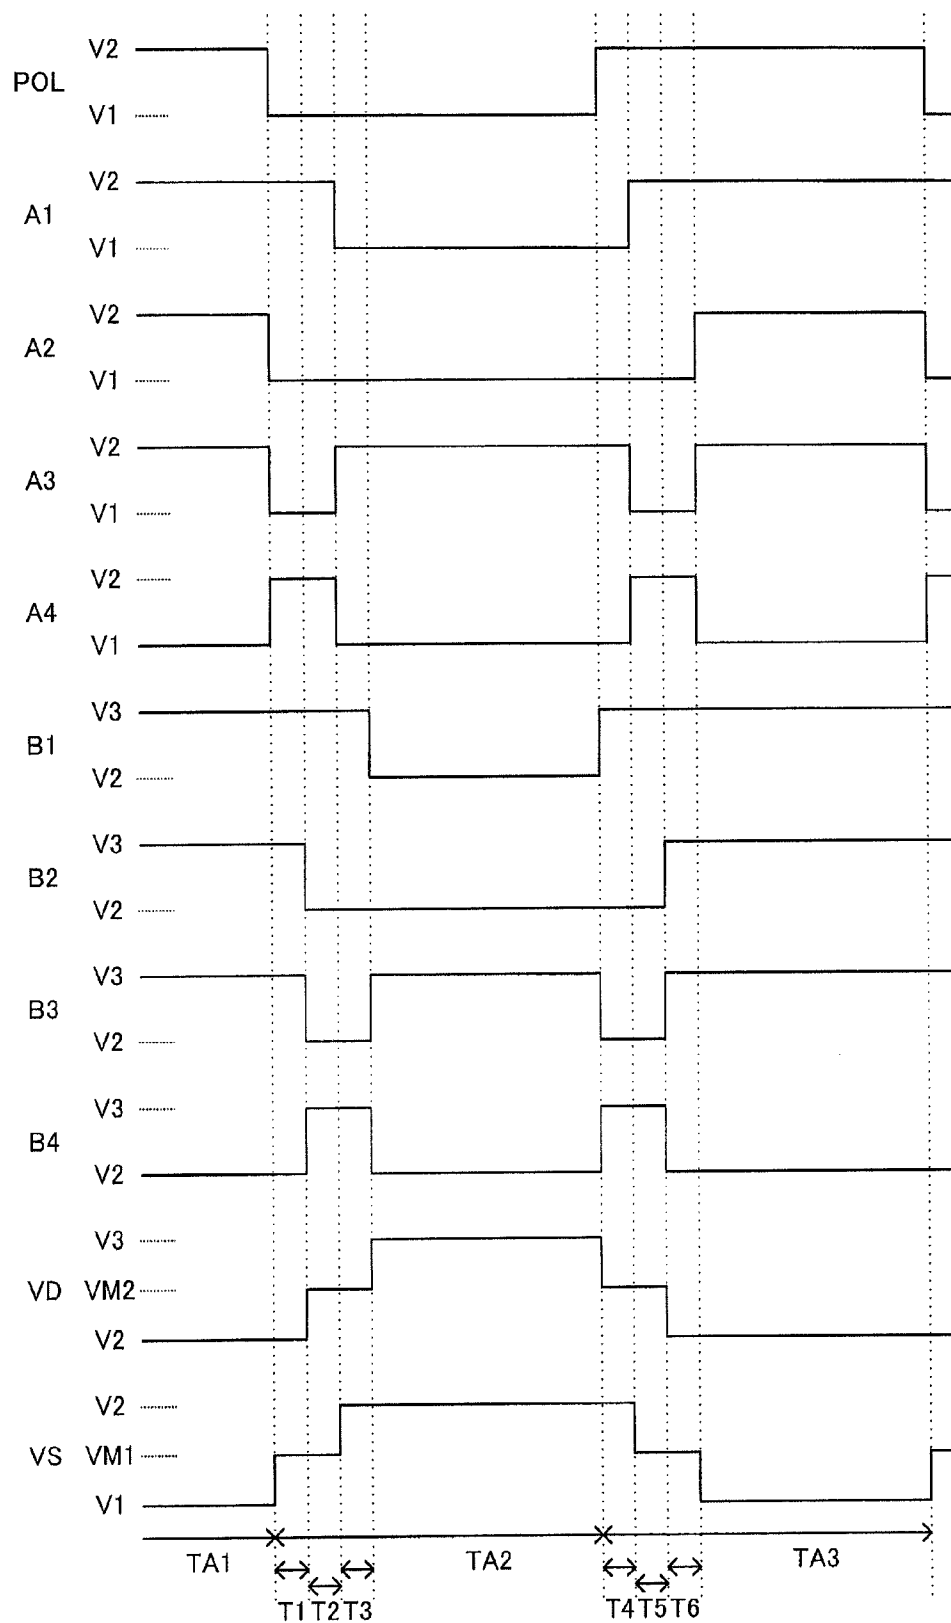 V2
POL
V1
V2
A1
V1
V2
A2
V1
V2
A3
V1
V2
A4
V1
V3
B1
V2
V3
B2
V2
V3
B3
V2
V3
B4
V2
V3
VD VM2
V2
V2
VS VM1
V1
TA1 TA2 TA3
T1 T2 T3 T4 T5 T6